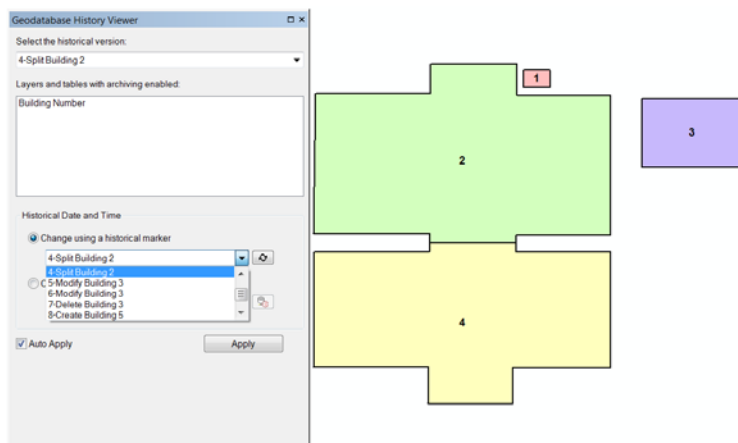 Geodatabase History Viewer
Select the historical version:
4-Split Building 2
Layers and tables with archiving enabled:
Building Number
Historical Date and Time
Change using a historical marker
4-Split Building 2
4-Split Building 2
5-Modify Building 3
6-Modify Building 3
7-Delete Building 3
8-Create Building 5
Auto Apply
Apply
1
2
3
4